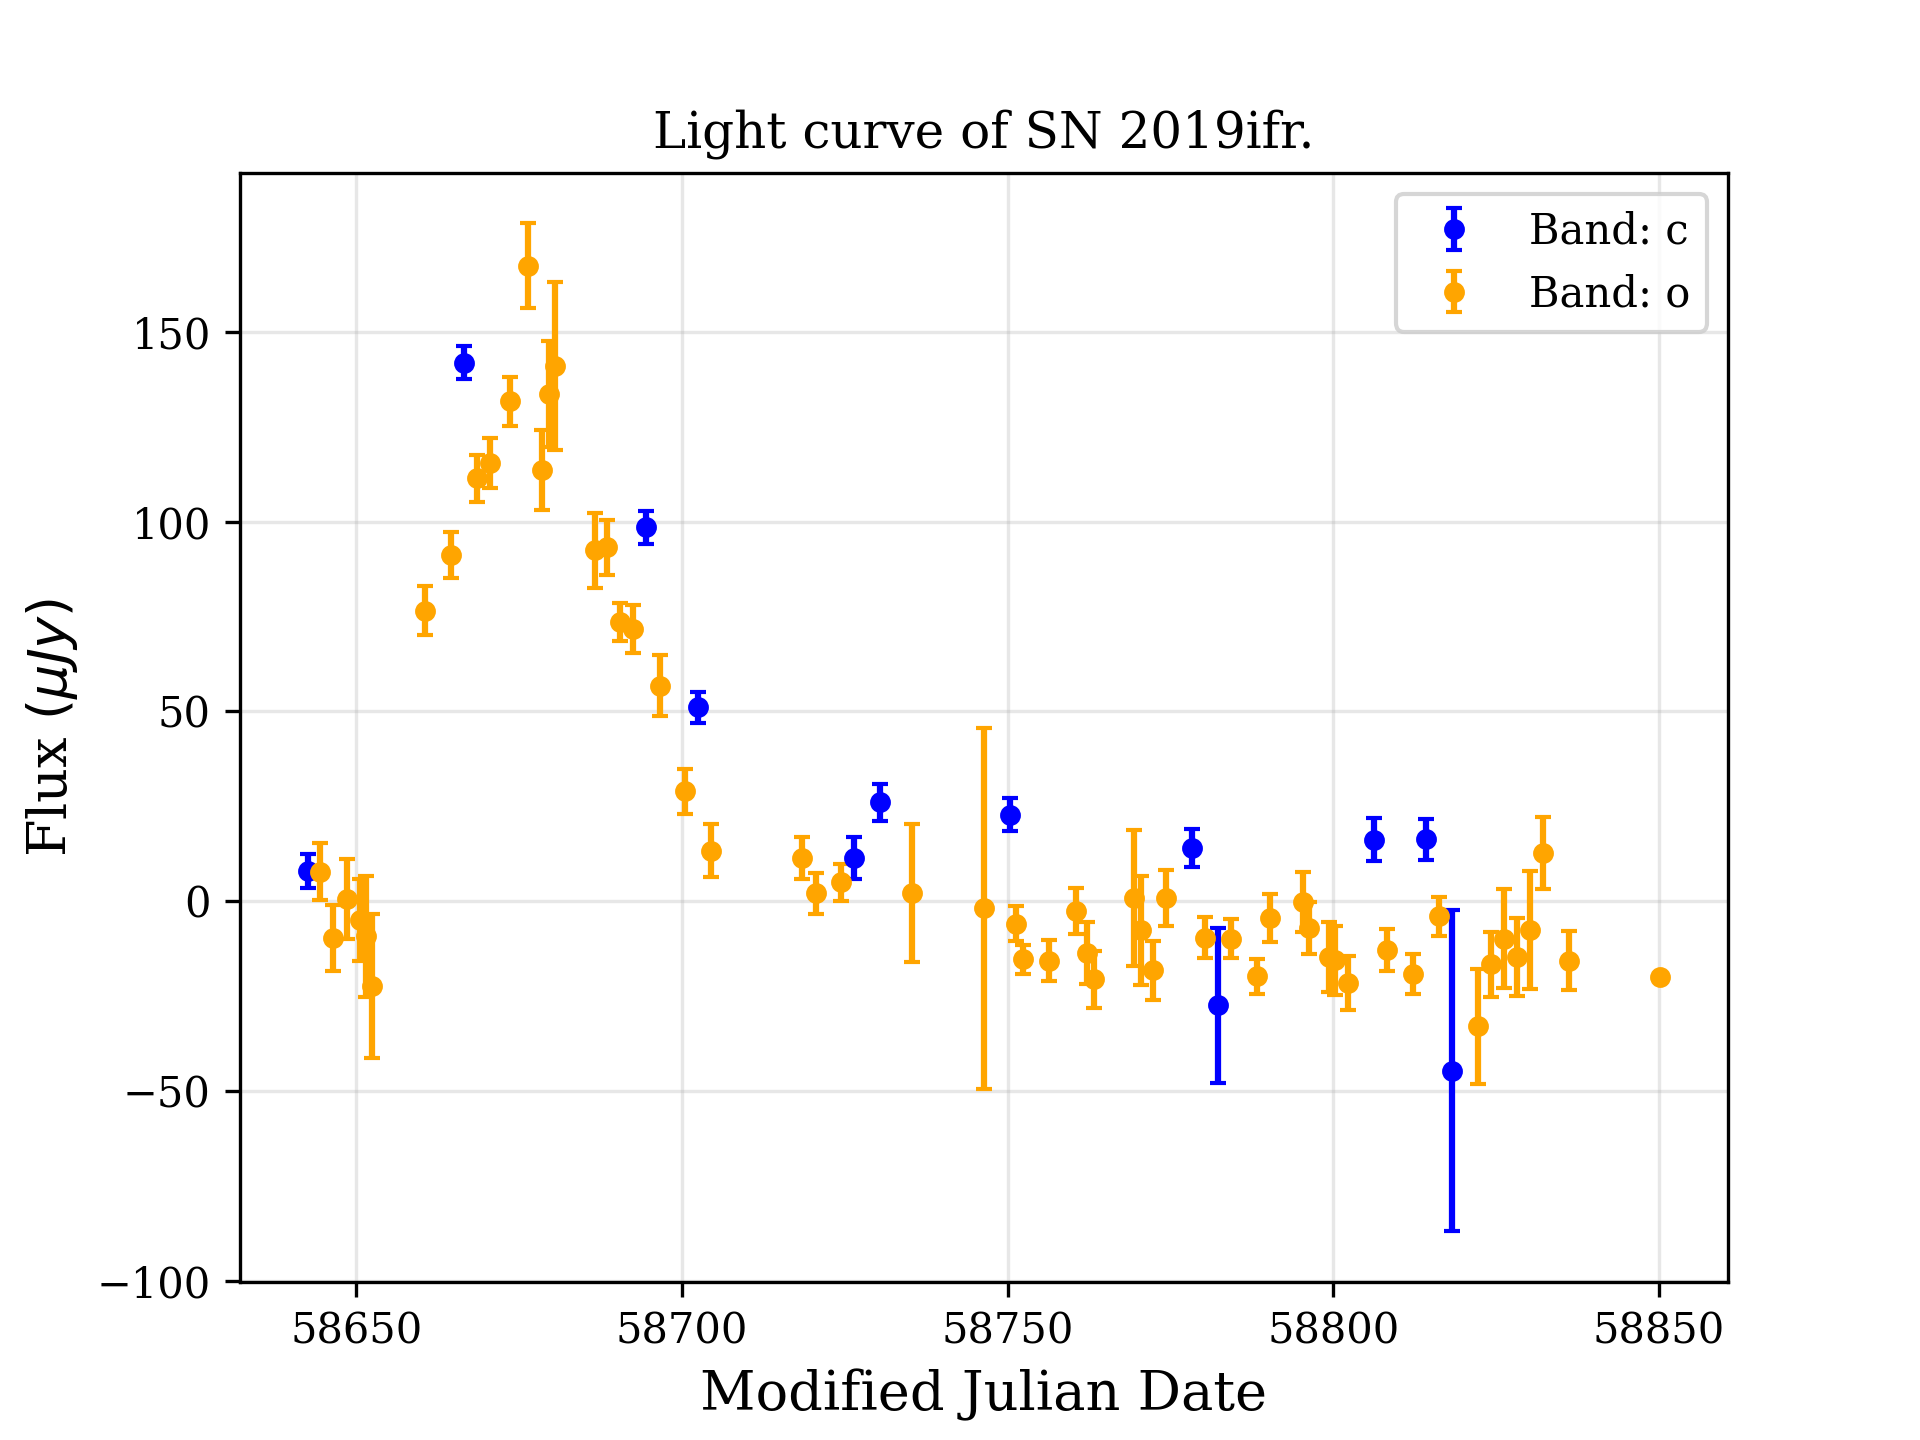 Light curve of SN 2019ifr.
Band: c
Band: o
Flux (μJy)
150
100
50
0
−50
−100
58650
58700
58750
58800
58850
Modified Julian Date